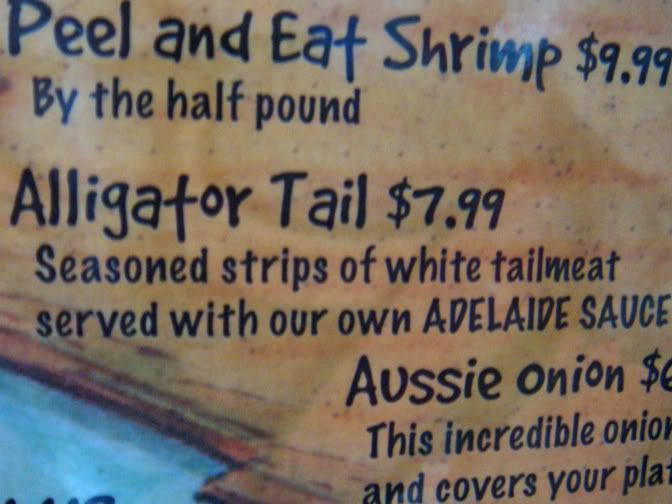 Peel and Eat Shrimp $9.99
By the half pound
Alligator Tail $7.99
Seasoned strips of white tailmeat
served with our own ADELAIDE SAUCE
Aussie onion
This incredible onion
and covers your